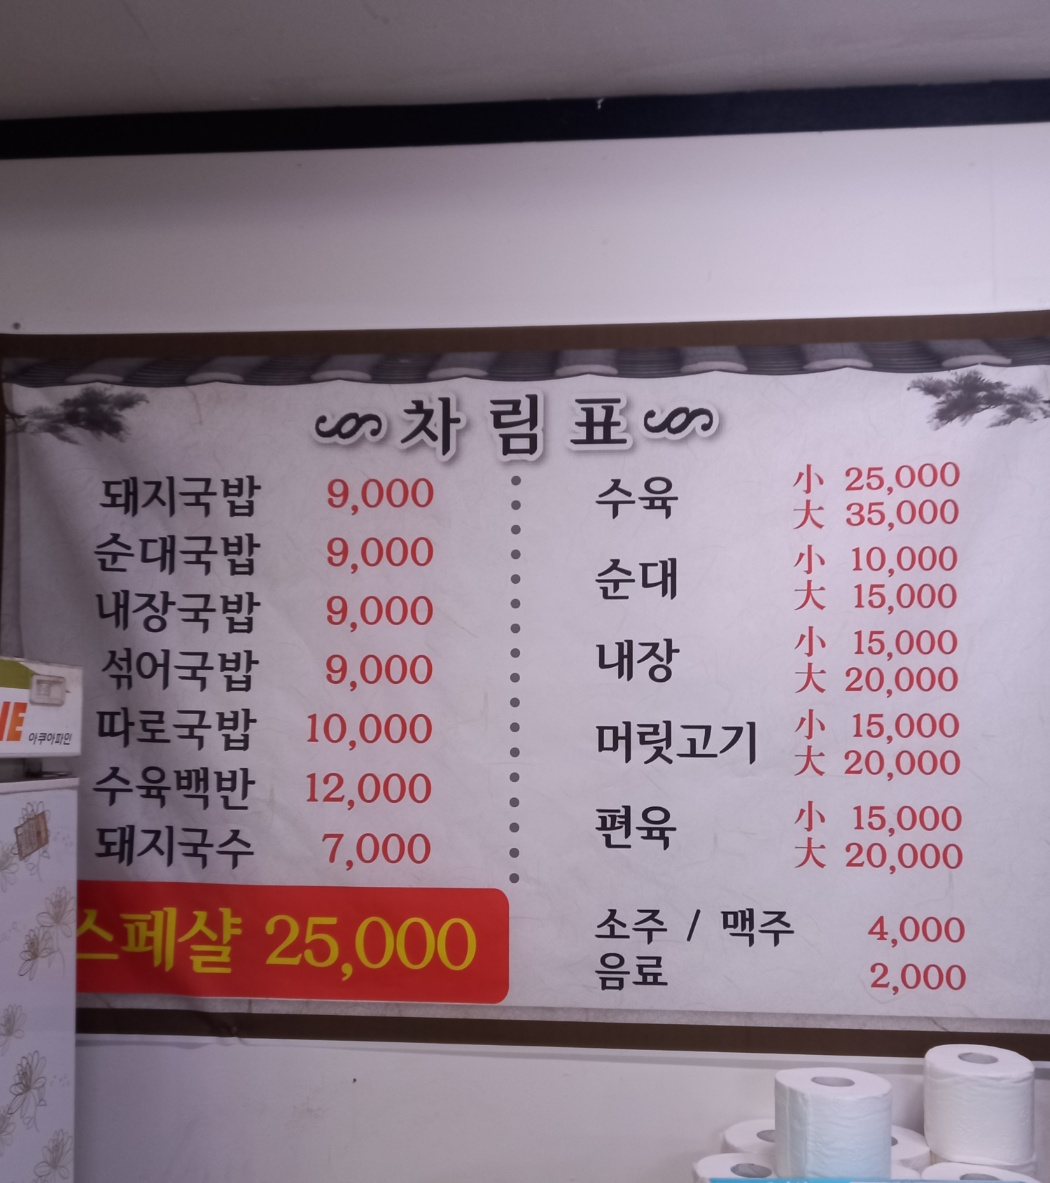 차림표
돼지국밥 9,000
순대국밥 9,000
내장국밥 9,000
섞어국밥 9,000
따로국밥 10,000
수육백반 12,000
돼지국수 7,000
스페샬 25,000
수육 小 25,000
大 35,000
순대 小 10,000
大 15,000
내장 小 15,000
大 20,000
머릿고기 小 15,000
大 20,000
편육 小 15,000
大 20,000
소주 / 맥주 4,000
음료 2,000
아쿠아파인